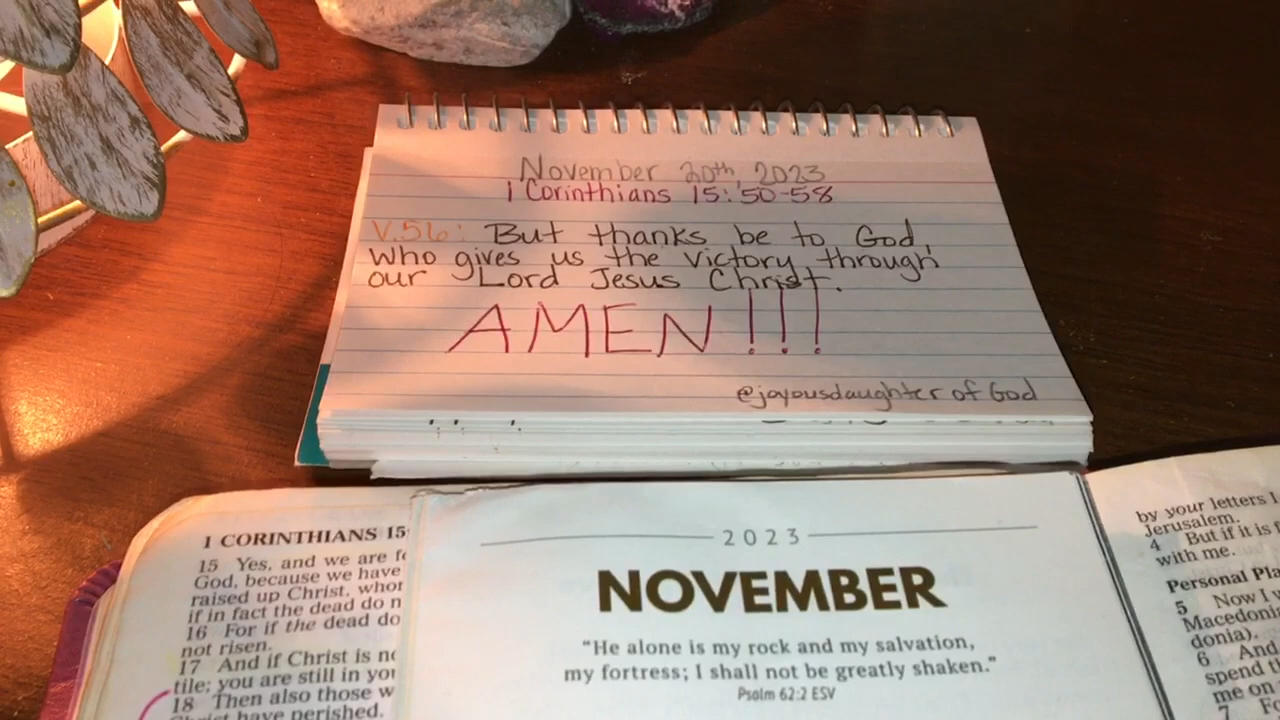 November 20th, 2023
1 Corinthians 15:50-58
V.56: But thanks be to God,
who gives us the victory through
our Lord Jesus Christ.
AMEN!!!
@joyousdaughter of God
1 CORINTHIANS 15
15 Yes, and we are
God, because we have
raised up Christ,
if in fact the dead do
16 For if the dead do
not risen.
17 And if Christ is
tile; you are still in
18 Then also those
Christ have perished.
2023
NOVEMBER
"He alone is my rock and my salvation,
my fortress; I shall not be greatly shaken."
Psalm 62:2 ESV
by your letters I
Jerusalem.
4 But if it is
with me.
Personal
5 Now I
Macedonia
donia).
6 And
spend
me on
7